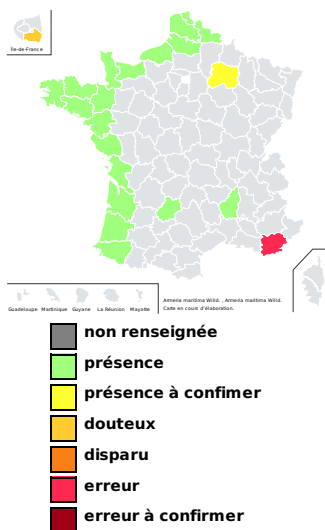 Île-de-France
Guadeloupe Martinique Guyane La Réunion Mayotte
Armeria maritima Willd. , Armeria maritima Willd.
Carte en cours d'élaboration.
non renseignée
présence
présence à confimer
douteux
disparu
erreur
erreur à confirmer